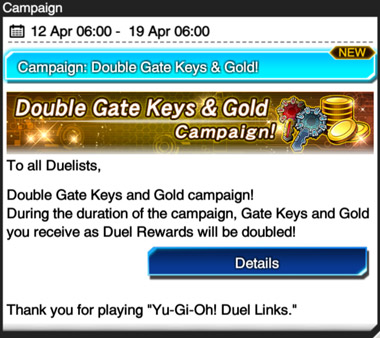 Campaign
12 Apr 06:00 - 19 Apr 06:00
NEW
Campaign: Double Gate Keys & Gold!
Double Gate Keys & Gold
Campaign!
To all Duelists,
Double Gate Keys and Gold campaign!
During the duration of the campaign, Gate Keys and Gold
you receive as Duel Rewards will be doubled!
Details
Thank you for playing "Yu-Gi-Oh! Duel Links."